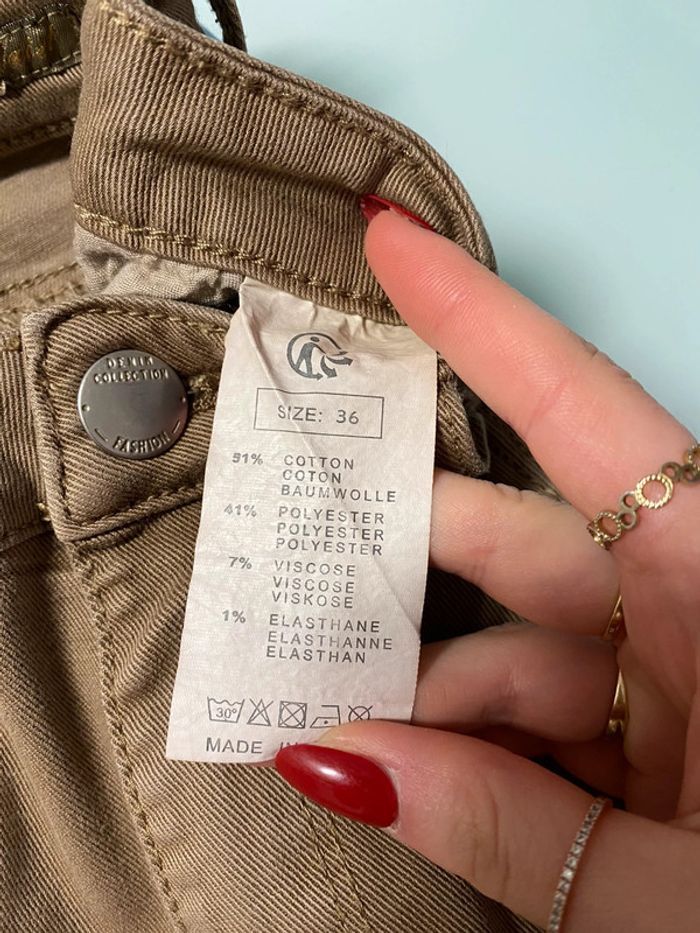 DENIM
COLLECTION
FASHION
SIZE: 36
51% COTTON
COTON
BAUMWOLLE
41% POLYESTER
POLYESTER
POLYESTER
7% VISCOSE
VISCOSE
VISKOSE
1% ELASTHANE
ELASTHANNE
ELASTHAN
30°
MADE